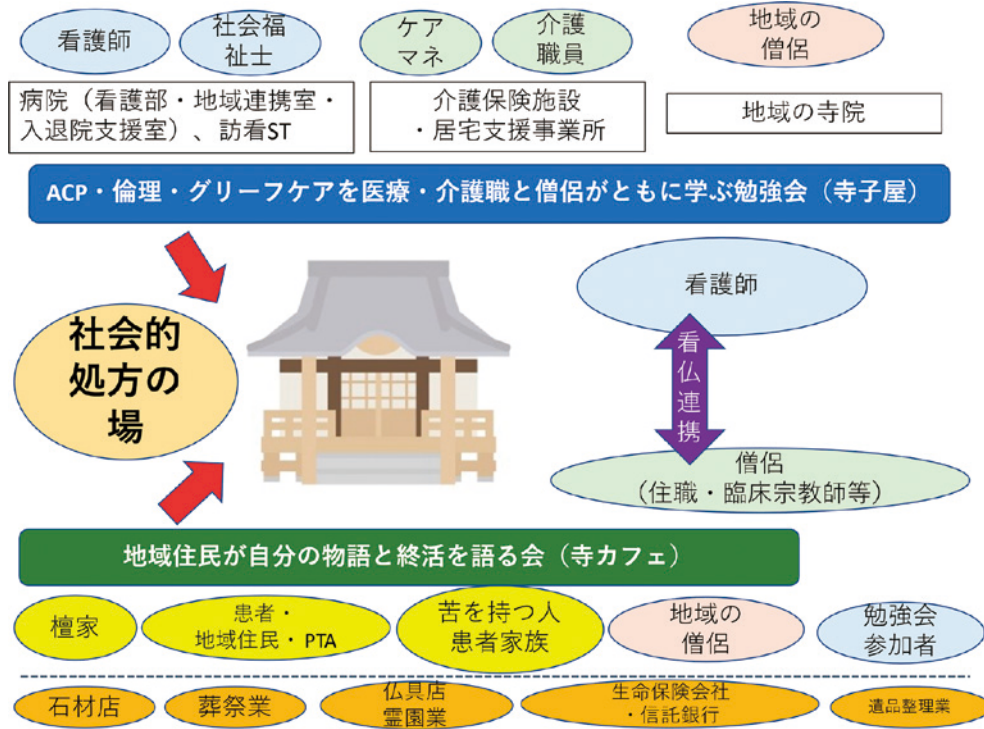 看護師
社会福
祉士
ケア
マネ
介護
職員
地域の
僧侶
病院（看護部・地域連携室・
入退院支援室）、訪看ST
介護保険施設
・居宅支援事業所
地域の寺院
ACP・倫理・グリーフケアを医療・介護職と僧侶がともに学ぶ勉強会（寺子屋）
社会的
処方の
場
看護師
看仏連携
僧侶
（住職・臨床宗教師等）
地域住民が自分の物語と終活を語る会（寺カフェ）
檀家
患者・
地域住民・PTA
苦を持つ人
患者家族
地域の
僧侶
勉強会
参加者
石材店
葬祭業
仏具店
霊園業
生命保険会社
・信託銀行
遺品整理業